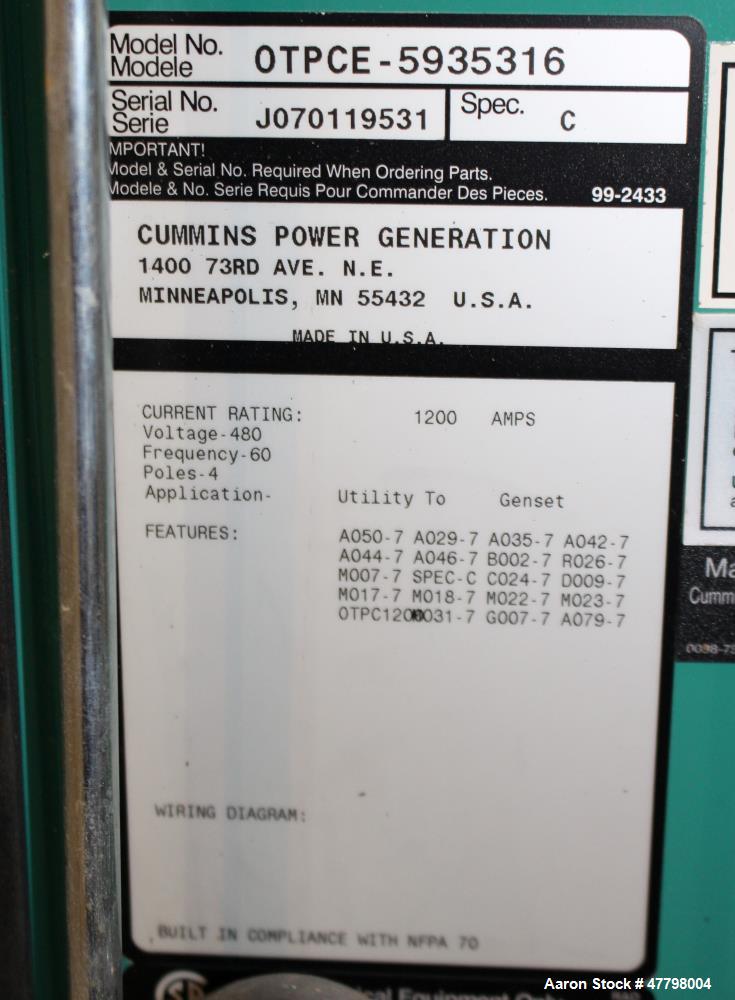 Model No.
Modele
OTPCE-5935316
Serial No.
Serie
J070119531
Spec.
C
MPORTANT!
Model & Serial No. Required When Ordering Parts.
Modele & No. Serie Requis Pour Commander Des Pieces.
99-2433
CUMMINS POWER GENERATION
1400 73RD AVE. N.E.
MINNEAPOLIS, MN 55432 U.S.A.
MADE IN U.S.A.
CURRENT RATING: 1200 AMPS
Voltage-480
Frequency-60
Poles-4
Application- Utility To Genset
FEATURES:
A050-7 A029-7 A035-7 A042-7
A044-7 A046-7 B002-7 R026-7
M007-7 SPEC-C C024-7 D009-7
M017-7 M018-7 M022-7 M023-7
G007-7 A079-7
WIRING DIAGRAM:
BUILT IN COMPLIANCE WITH NFPA 70
Equipment
Ma
Cumm
Aaron Stock # 47798004